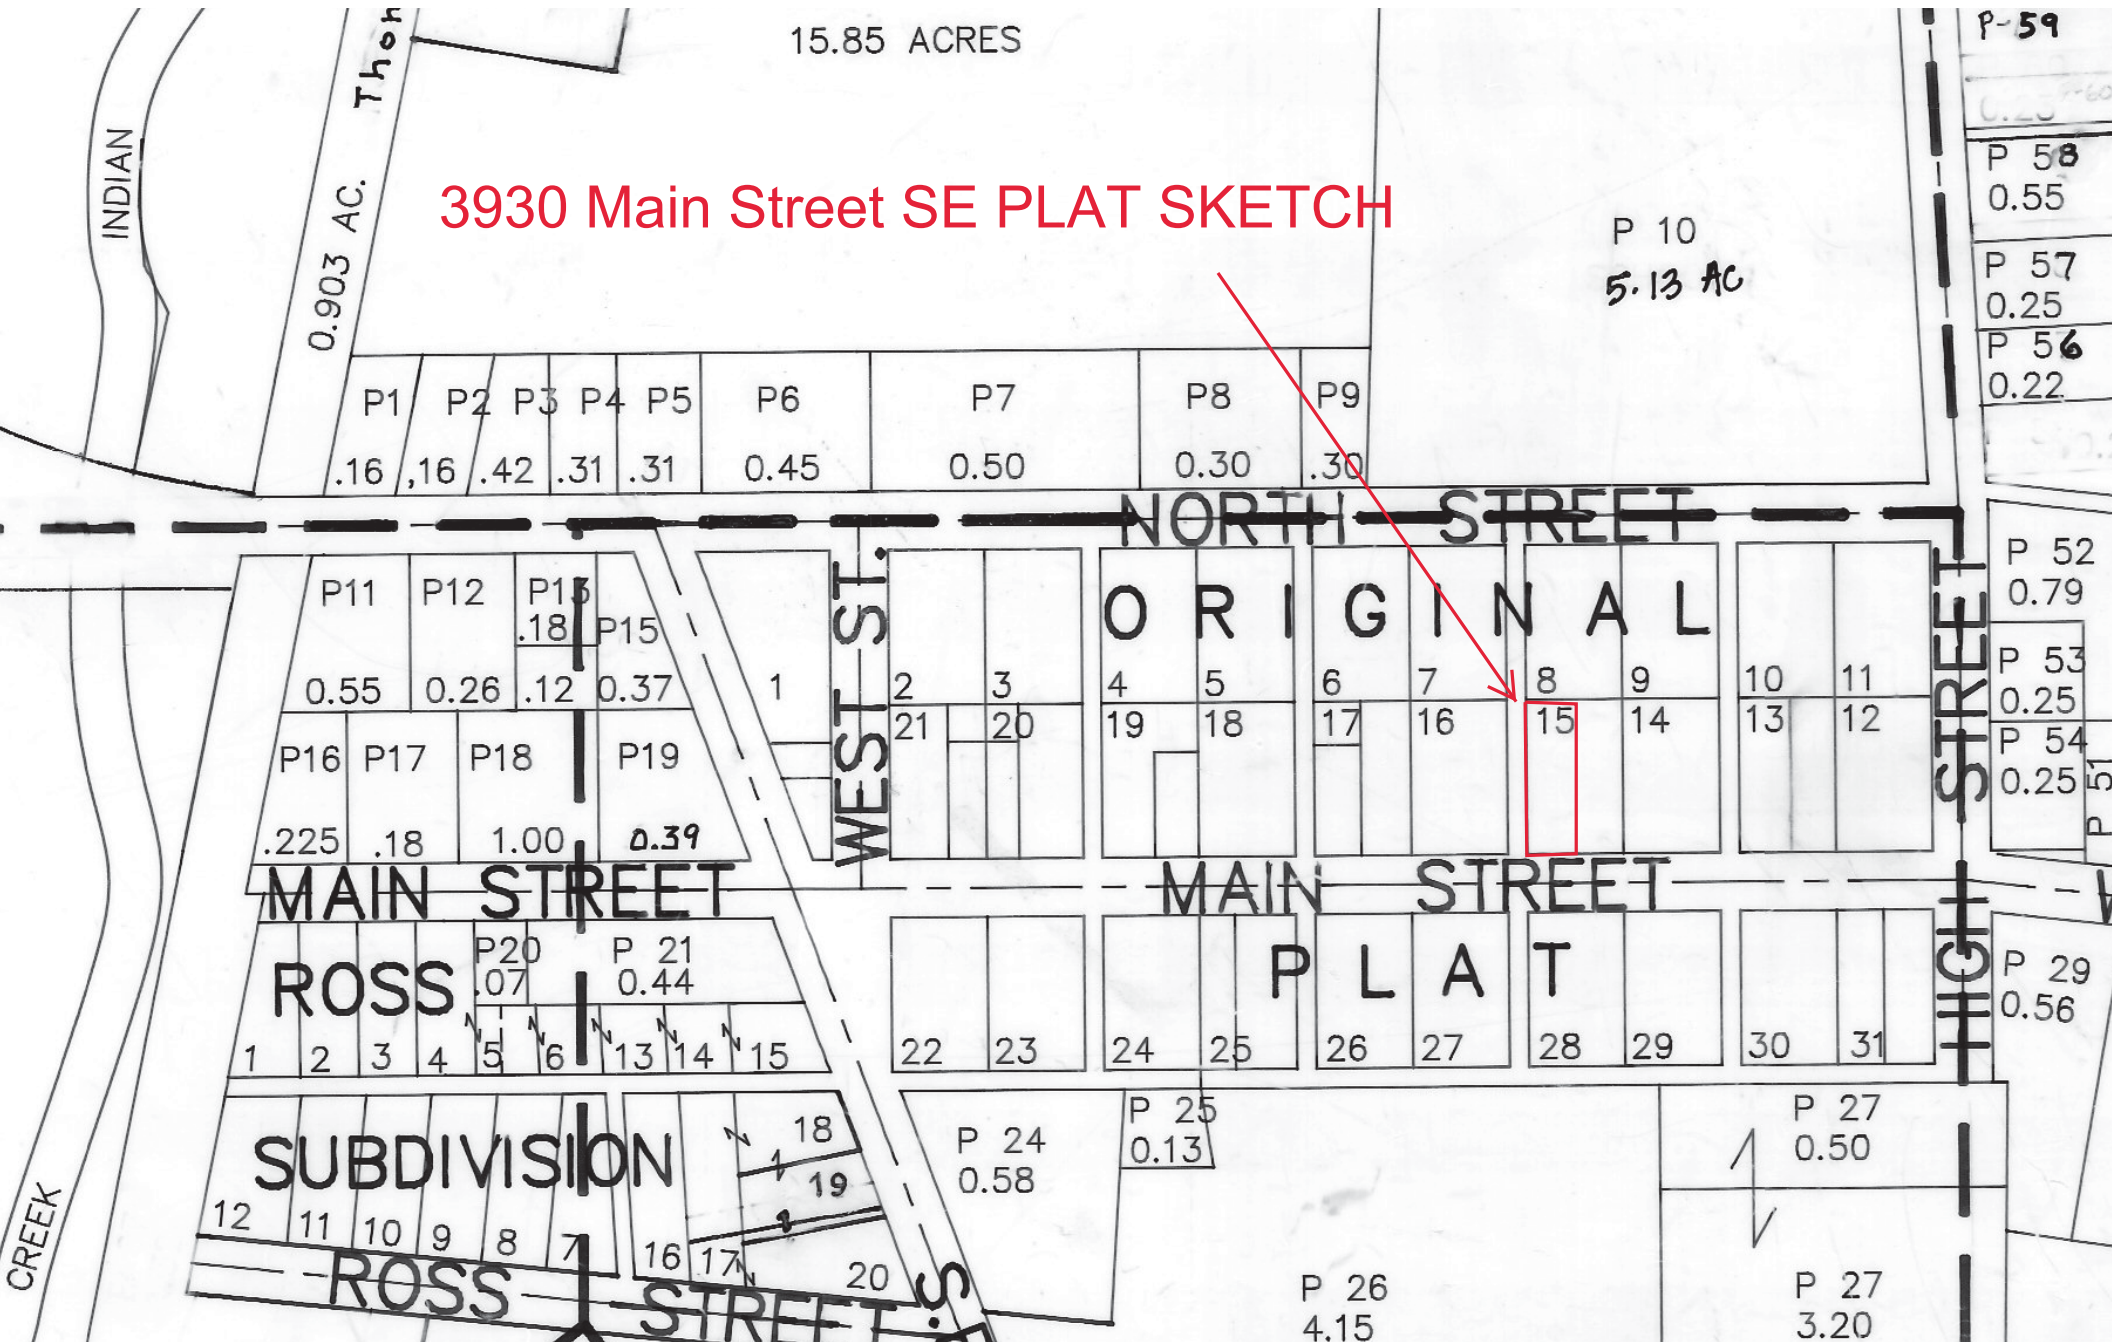 P-59
15.85 ACRES
Thon
INDIAN
0.903 AC.
P 58
0.55
3930 Main Street SE PLAT SKETCH
P 10
5.13 AC
P 57
0.25
P 56
0.22
P1 P2 P3 P4 P5 P6 P7 P8 P9
.16 ,16 .42 .31 .31 0.45 0.50 0.30 .30
NORTH STREET
P 52
0.79
P11 P12 P13
.18 P15
0.55 0.26 .12 0.37
WEST ST.
ORIGINAL
HIGH STREET
1 2 3 4 5 6 7 8 9 10 11
21 20 19 18 17 16 15 14 13 12
P 53
0.25
P 54
0.25
P 51
P16 P17 P18 P19
.225 .18 1.00 0.39
MAIN STREET
MAIN STREET
P20
.07
P 21
0.44
ROSS
PLAT
P 29
0.56
1 2 3 4 5 6 13 14 15
22 23 24 25 26 27 28 29 30 31
SUBDIVISION
18
19
P 24
0.58
P 25
0.13
P 27
0.50
12 11 10 9 8 7 16 17 20
CREEK
ROSS STREET
S
P 26
4.15
P 27
3.20